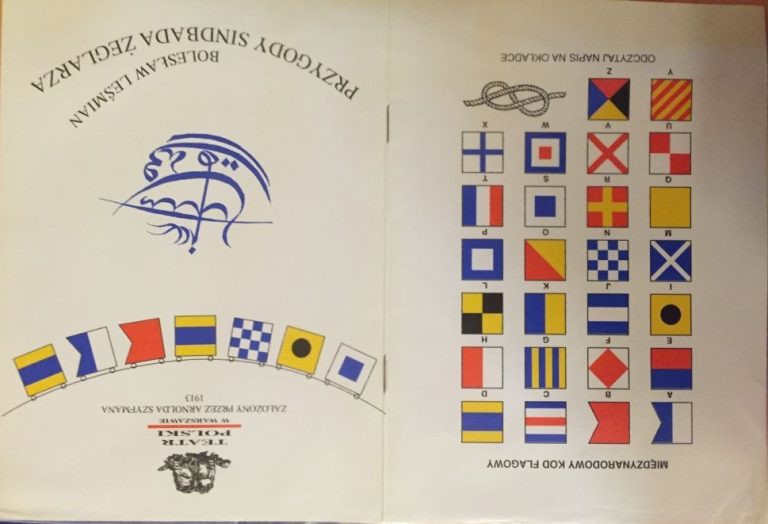 MIĘDZYNARODOWY KOD FLAGOWY
A B C D
E F G H
I J K L
M N O P
Q R S T
U V W X
Y Z
ODCZYTAJ NAPIS NA OKŁADCE
TEATR
POLSKI
W WARSZAWIE
ZAŁOŻONY PRZEZ ARNOLDA SZYFMANA
1913
BOLESŁAW LEŚMIAN
PRZYGODY SINDBADA ŻEGLARZA